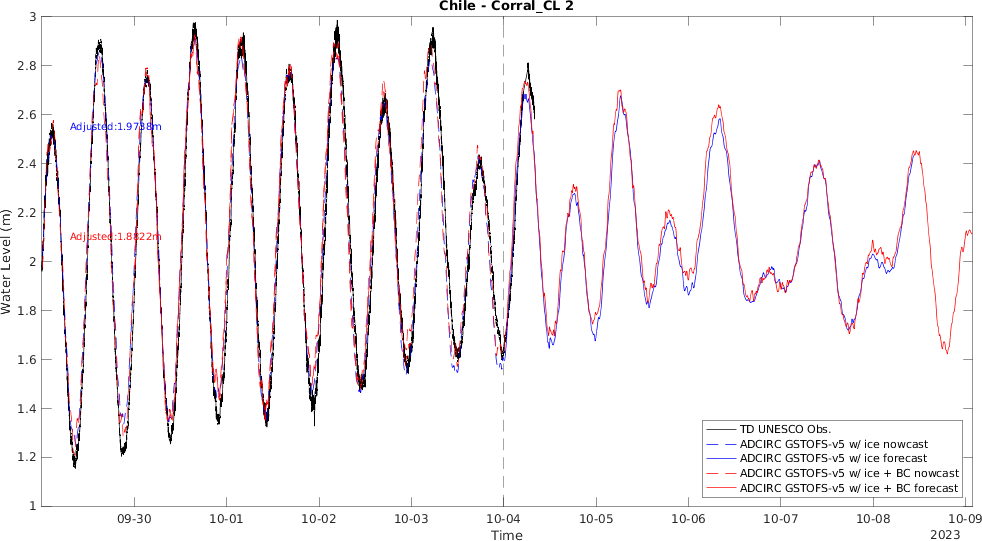 Chile - Corral_CL 2
3
2.8
2.6
2.4
2.2
2
1.8
1.6
1.4
1.2
1
Water Level (m)
Adjusted:1.9738m
Adjusted:1.8822m
TD UNESCO Obs.
ADCIRC GSTOFS-v5 w/ ice nowcast
ADCIRC GSTOFS-v5 w/ ice forecast
ADCIRC GSTOFS-v5 w/ ice + BC nowcast
ADCIRC GSTOFS-v5 w/ ice + BC forecast
09-30 10-01 10-02 10-03 10-04 10-05 10-06 10-07 10-08 10-09
Time
2023